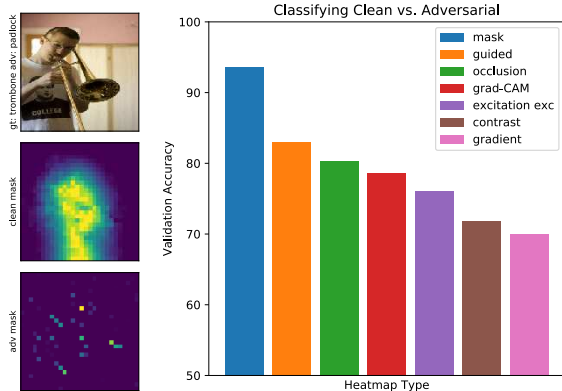 gt: trombone adv: padlock
COLLEGE
clean mask
adv mask
Classifying Clean vs. Adversarial
Validation Accuracy
100
90
80
70
60
50
mask
guided
occlusion
grad-CAM
excitation exc
contrast
gradient
Heatmap Type